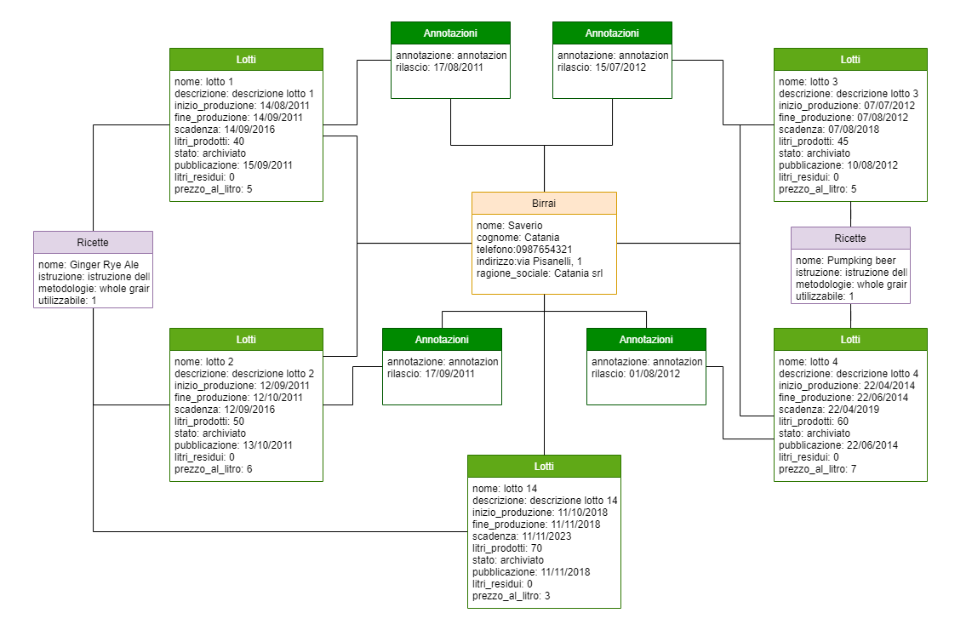 Annotazioni
annotazione: annotazion
rilascio: 17/08/2011
Annotazioni
annotazione: annotazion
rilascio: 15/07/2012
Lotti
nome: lotto 1
descrizione: descrizione lotto 1
inizio_produzione: 14/08/2011
fine_produzione: 14/09/2011
scadenza: 14/09/2016
litri_prodotti: 40
stato: archiviato
pubblicazione: 15/09/2011
litri_residui: 0
prezzo_al_litro: 5
Lotti
nome: lotto 3
descrizione: descrizione lotto 3
inizio_produzione: 07/07/2012
fine_produzione: 07/08/2012
scadenza: 07/08/2018
litri_prodotti: 45
stato: archiviato
pubblicazione: 10/08/2012
litri_residui: 0
prezzo_al_litro: 5
Birrai
nome: Saverio
cognome: Catania
telefono:0987654321
indirizzo:via Pisanelli, 1
ragione_sociale: Catania srl
Ricette
nome: Ginger Rye Ale
istruzione: istruzione dell
metodologie: whole grair
utilizzabile: 1
Ricette
nome: Pumpking beer
istruzione: istruzione dell
metodologie: whole grair
utilizzabile: 1
Lotti
nome: lotto 2
descrizione: descrizione lotto 2
inizio_produzione: 12/09/2011
fine_produzione: 12/10/2011
scadenza: 12/09/2016
litri_prodotti: 50
stato: archiviato
pubblicazione: 13/10/2011
litri_residui: 0
prezzo_al_litro: 6
Annotazioni
annotazione: annotazion
rilascio: 17/09/2011
Annotazioni
annotazione: annotazion
rilascio: 01/08/2012
Lotti
nome: lotto 4
descrizione: descrizione lotto 4
inizio_produzione: 22/04/2014
fine_produzione: 22/06/2014
scadenza: 22/04/2019
litri_prodotti: 60
stato: archiviato
pubblicazione: 22/06/2014
litri_residui: 0
prezzo_al_litro: 7
Lotti
nome: lotto 14
descrizione: descrizione lotto 14
inizio_produzione: 11/10/2018
fine_produzione: 11/11/2018
scadenza: 11/11/2023
litri_prodotti: 70
stato: archiviato
pubblicazione: 11/11/2018
litri_residui: 0
prezzo_al_litro: 3